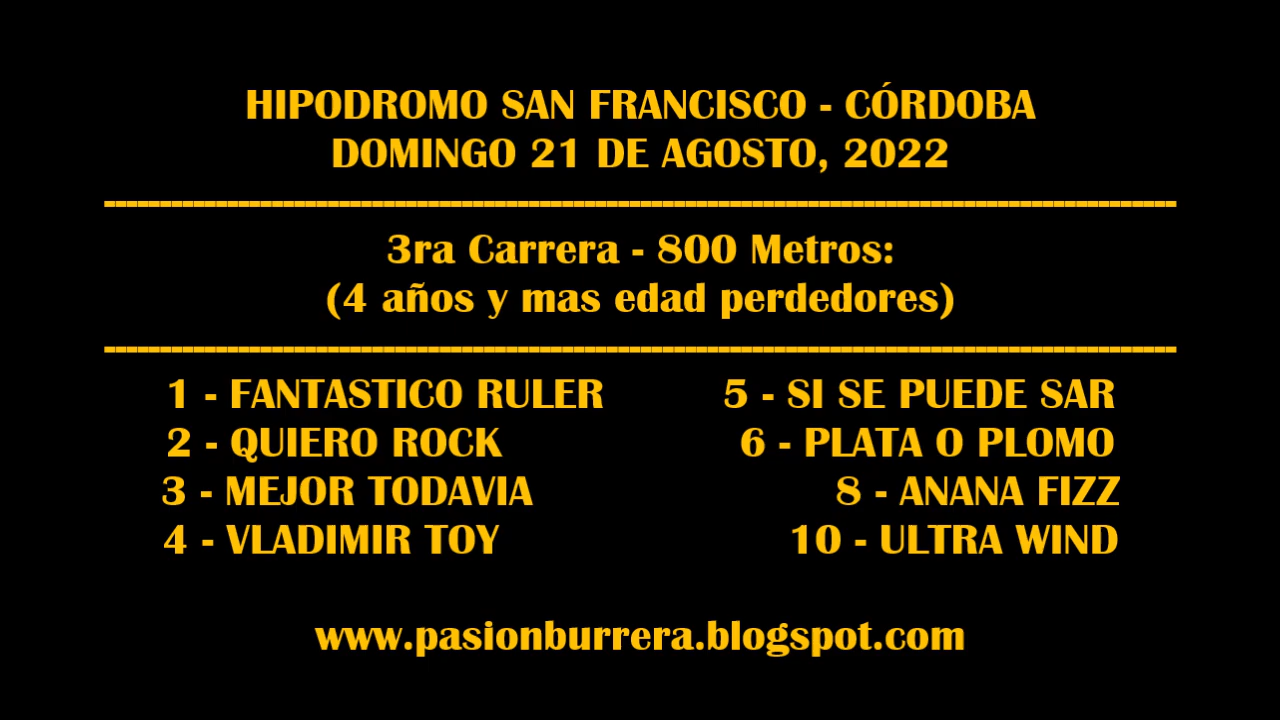 HIPODROMO SAN FRANCISCO - CÓRDOBA
DOMINGO 21 DE AGOSTO, 2022
3ra Carrera - 800 Metros:
(4 años y mas edad perdedores)
1 - FANTASTICO RULER 5 - SI SE PUEDE SAR
2 - QUIERO ROCK 6 - PLATA O PLOMO
3 - MEJOR TODAVIA 8 - ANANA FIZZ
4 - VLADIMIR TOY 10 - ULTRA WIND
www.pasionburrera.blogspot.com